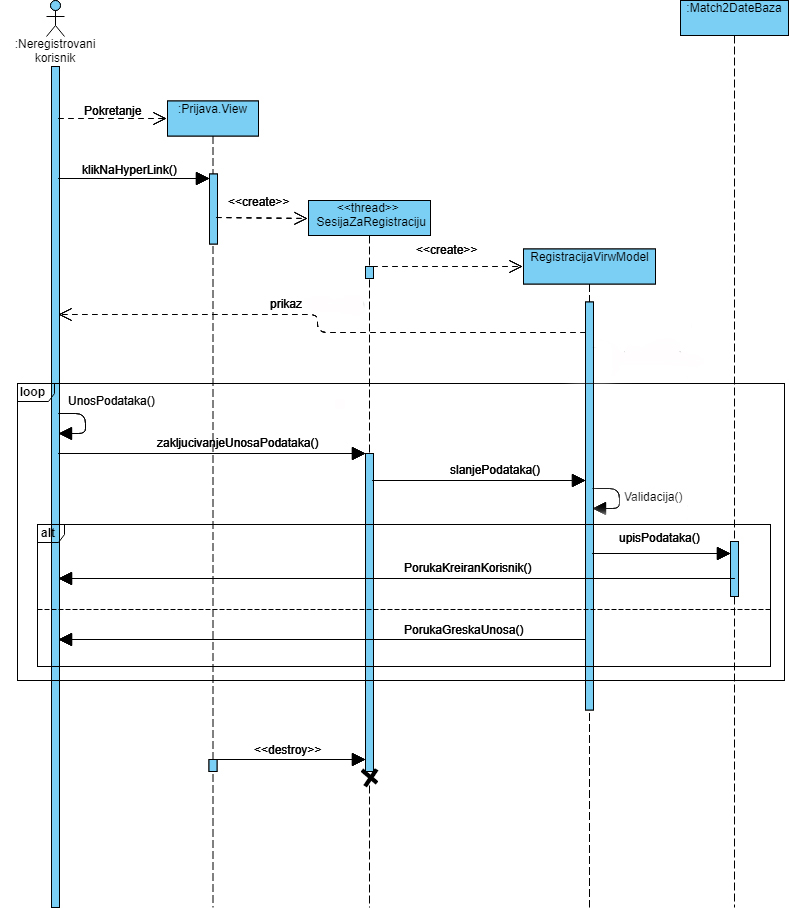 :Match2DateBaza
:Neregistrovani
korisnik
Pokretanje
:Prijava.View
klikNaHyperLink()
<<create>>
<<thread>>
SesijaZaRegistraciju
<<create>>
RegistracijaVirwModel
prikaz
loop
UnosPodataka()
zakljucivanjeUnosaPodataka()
slanjePodataka()
Validacija()
alt
upisPodataka()
PorukaKreiranKorisnik()
PorukaGreskaUnosa()
<<destroy>>